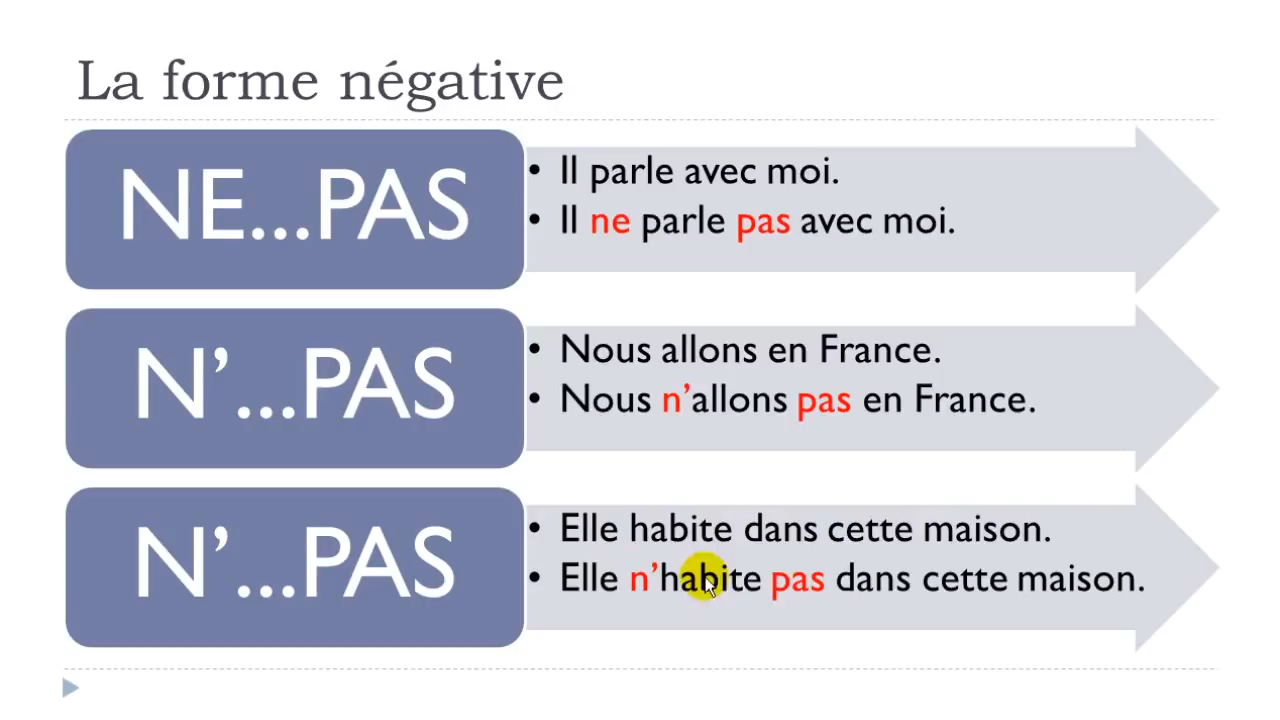 La forme négative
NE...PAS
• Il parle avec moi.
• Il ne parle pas avec moi.
N’...PAS
• Nous allons en France.
• Nous n’allons pas en France.
N’...PAS
• Elle habite dans cette maison.
• Elle n’habite pas dans cette maison.